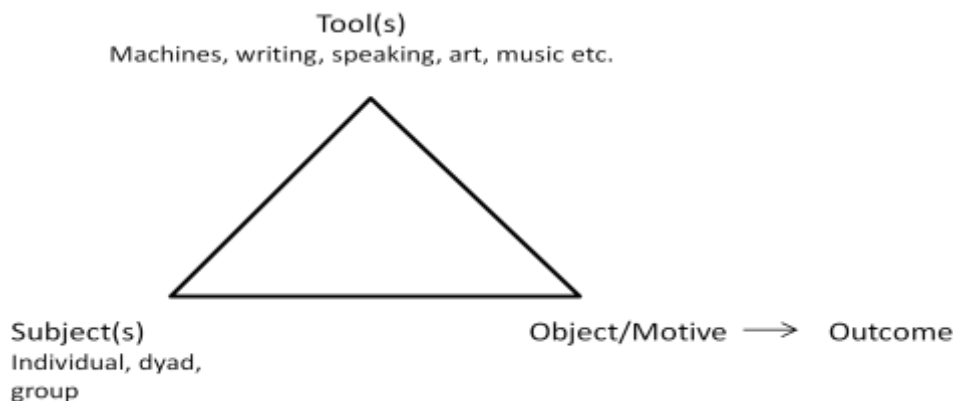 Tool(s)
Machines, writing, speaking, art, music etc.
Subject(s)
Individual, dyad,
group
Object/Motive
Outcome